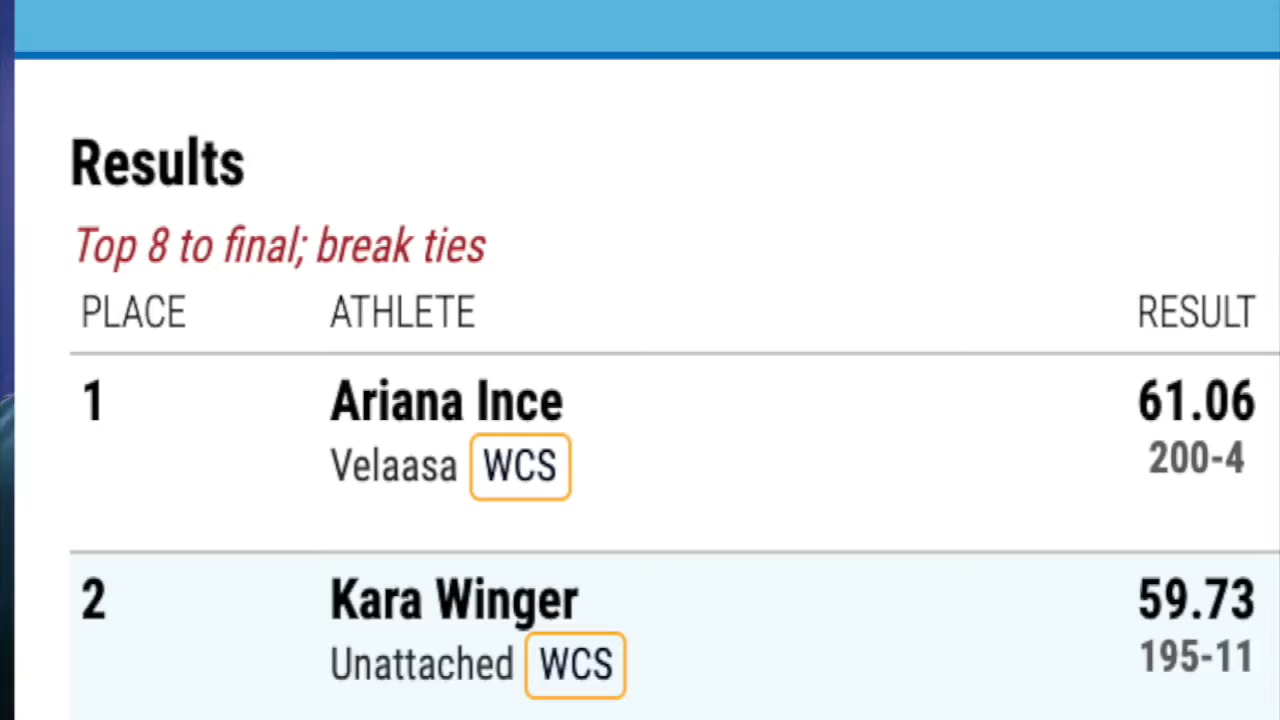 Results
Top 8 to final; break ties
PLACE ATHLETE RESULT
1 Ariana Ince 61.06
Velaasa WCS 200-4
2 Kara Winger 59.73
Unattached WCS 195-11